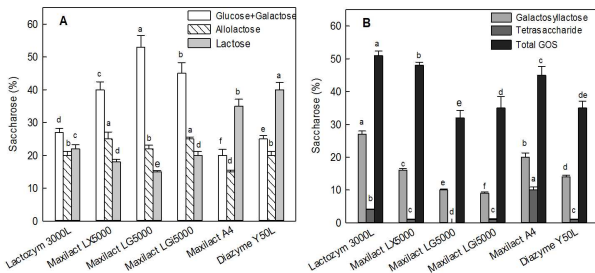 A
Glucose+Galactose
Allolactose
Lactose
Saccharose (%)
60
50
40
30
20
10
0
d b c
c a d
a b e
b a d
f d b
e b a
Lactozym 3000L
Maxilact LX5000
Maxilact LG5000
Maxilact LGi5000
Maxilact A4
Diazyme Y50L
B
Galactosyllactose
Tetrasaccharide
Total GOS
Saccharose (%)
60
50
40
30
20
10
0
a b a
c c b
e d e
f c d
b a c
d c de
Lactozym 3000L
Maxilact LX5000
Maxilact LG5000
Maxilact LGi5000
Maxilact A4
Diazyme Y50L